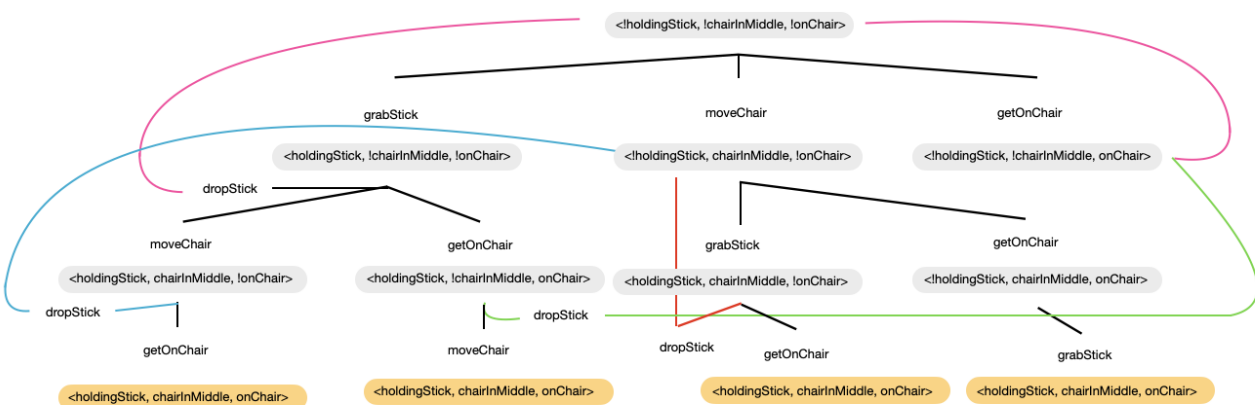 <!holdingStick, !chairInMiddle, !onChair>
grabStick
moveChair
getOnChair
<holdingStick, !chairInMiddle, !onChair>
<!holdingStick, chairInMiddle, !onChair>
<!holdingStick, !chairInMiddle, onChair>
dropStick
moveChair
getOnChair
grabStick
getOnChair
<holdingStick, chairInMiddle, !onChair>
<holdingStick, !chairInMiddle, onChair>
<holdingStick, chairInMiddle, !onChair>
<!holdingStick, chairInMiddle, onChair>
dropStick
dropStick
getOnChair
moveChair
dropStick
getOnChair
grabStick
<holdingStick, chairInMiddle, onChair>
<holdingStick, chairInMiddle, onChair>
<holdingStick, chairInMiddle, onChair>
<holdingStick, chairInMiddle, onChair>